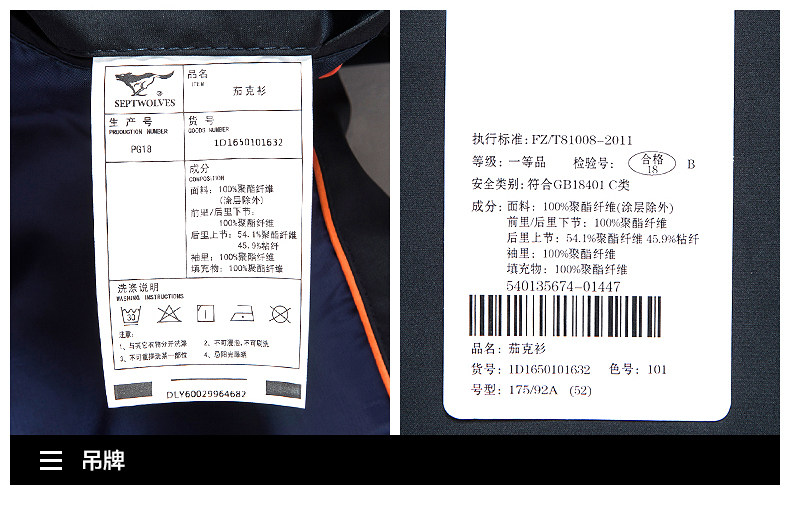 SEPTWOLVES
品名
ITEM
茄克衫
生产号
PRODUCTION NUMBER
PG18
货号
GOODS NUMBER
1D1650101632
成分
COMPOSITION
面料：100%聚酯纤维
(涂层除外)
前里/后里下节：
100%聚酯纤维
后里上节：54.1%聚酯纤维
45.9%粘纤
袖里：100%聚酯纤维
填充物：100%聚酯纤维
洗涤说明
WASHING INSTRUCTIONS
注意：
2、不可浸泡,不可刷洗
DLY60029964682
执行标准：FZ/T81008-2011
等级：一等品 检验号： 合格 18 B
安全类别：符合GB18401 C类
成分：面料：100%聚酯纤维(涂层除外)
前里/后里下节：100%聚酯纤维
后里上节：54.1%聚酯纤维 45.9%粘纤
袖里：100%聚酯纤维
填充物：100%聚酯纤维
540135674-01447
品名：茄克衫
货号：1D1650101632 色号：101
号型：175/92A (52)
吊牌